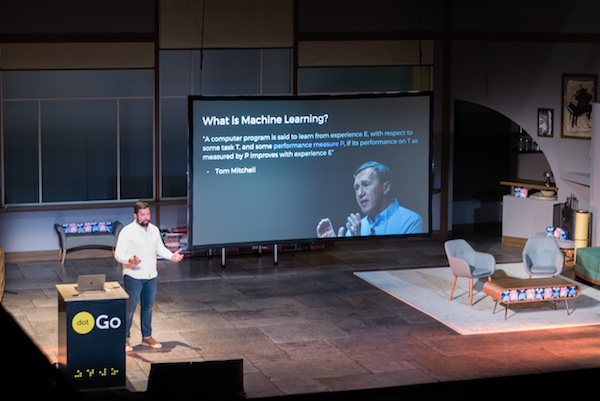 What is Machine Learning?
"A computer program is said to learn from experience E, with respect to
some task T, and some performance measure P, if its performance on T as
measured by P improves with experience E"
- Tom Mitchell
dot Go